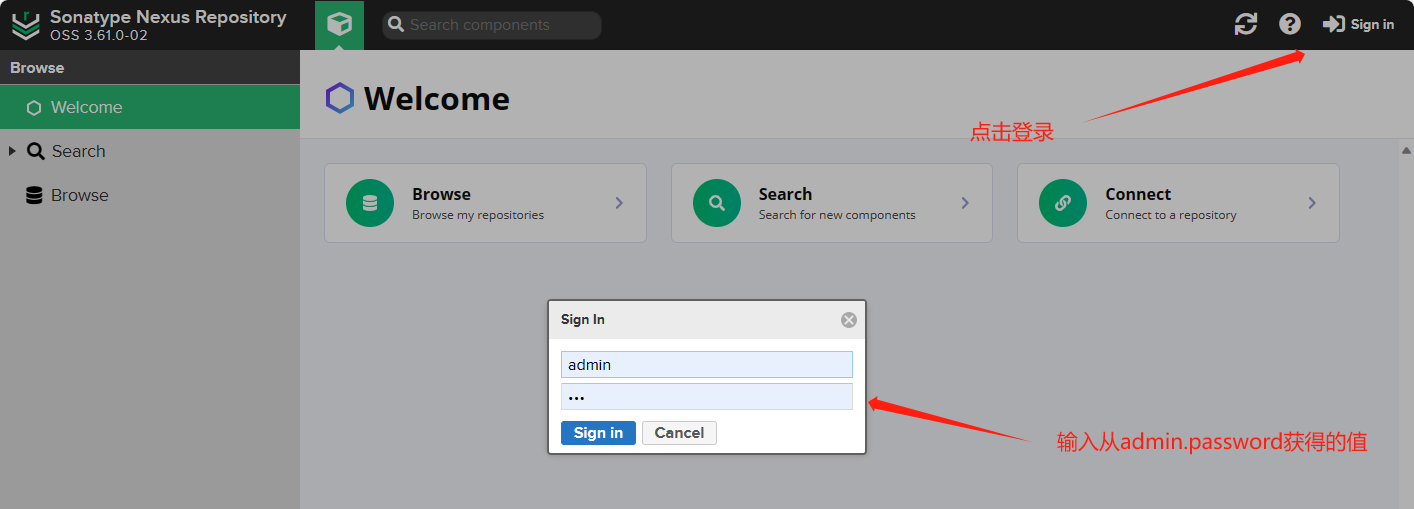 Sonatype Nexus Repository
OSS 3.61.0-02
Search components
Sign in
Browse
Welcome
Search
Browse
Welcome
点击登录
Browse
Browse my repositories
Search
Search for new components
Connect
Connect to a repository
Sign In
admin
•••
Sign in Cancel
输入从admin.password获得的值